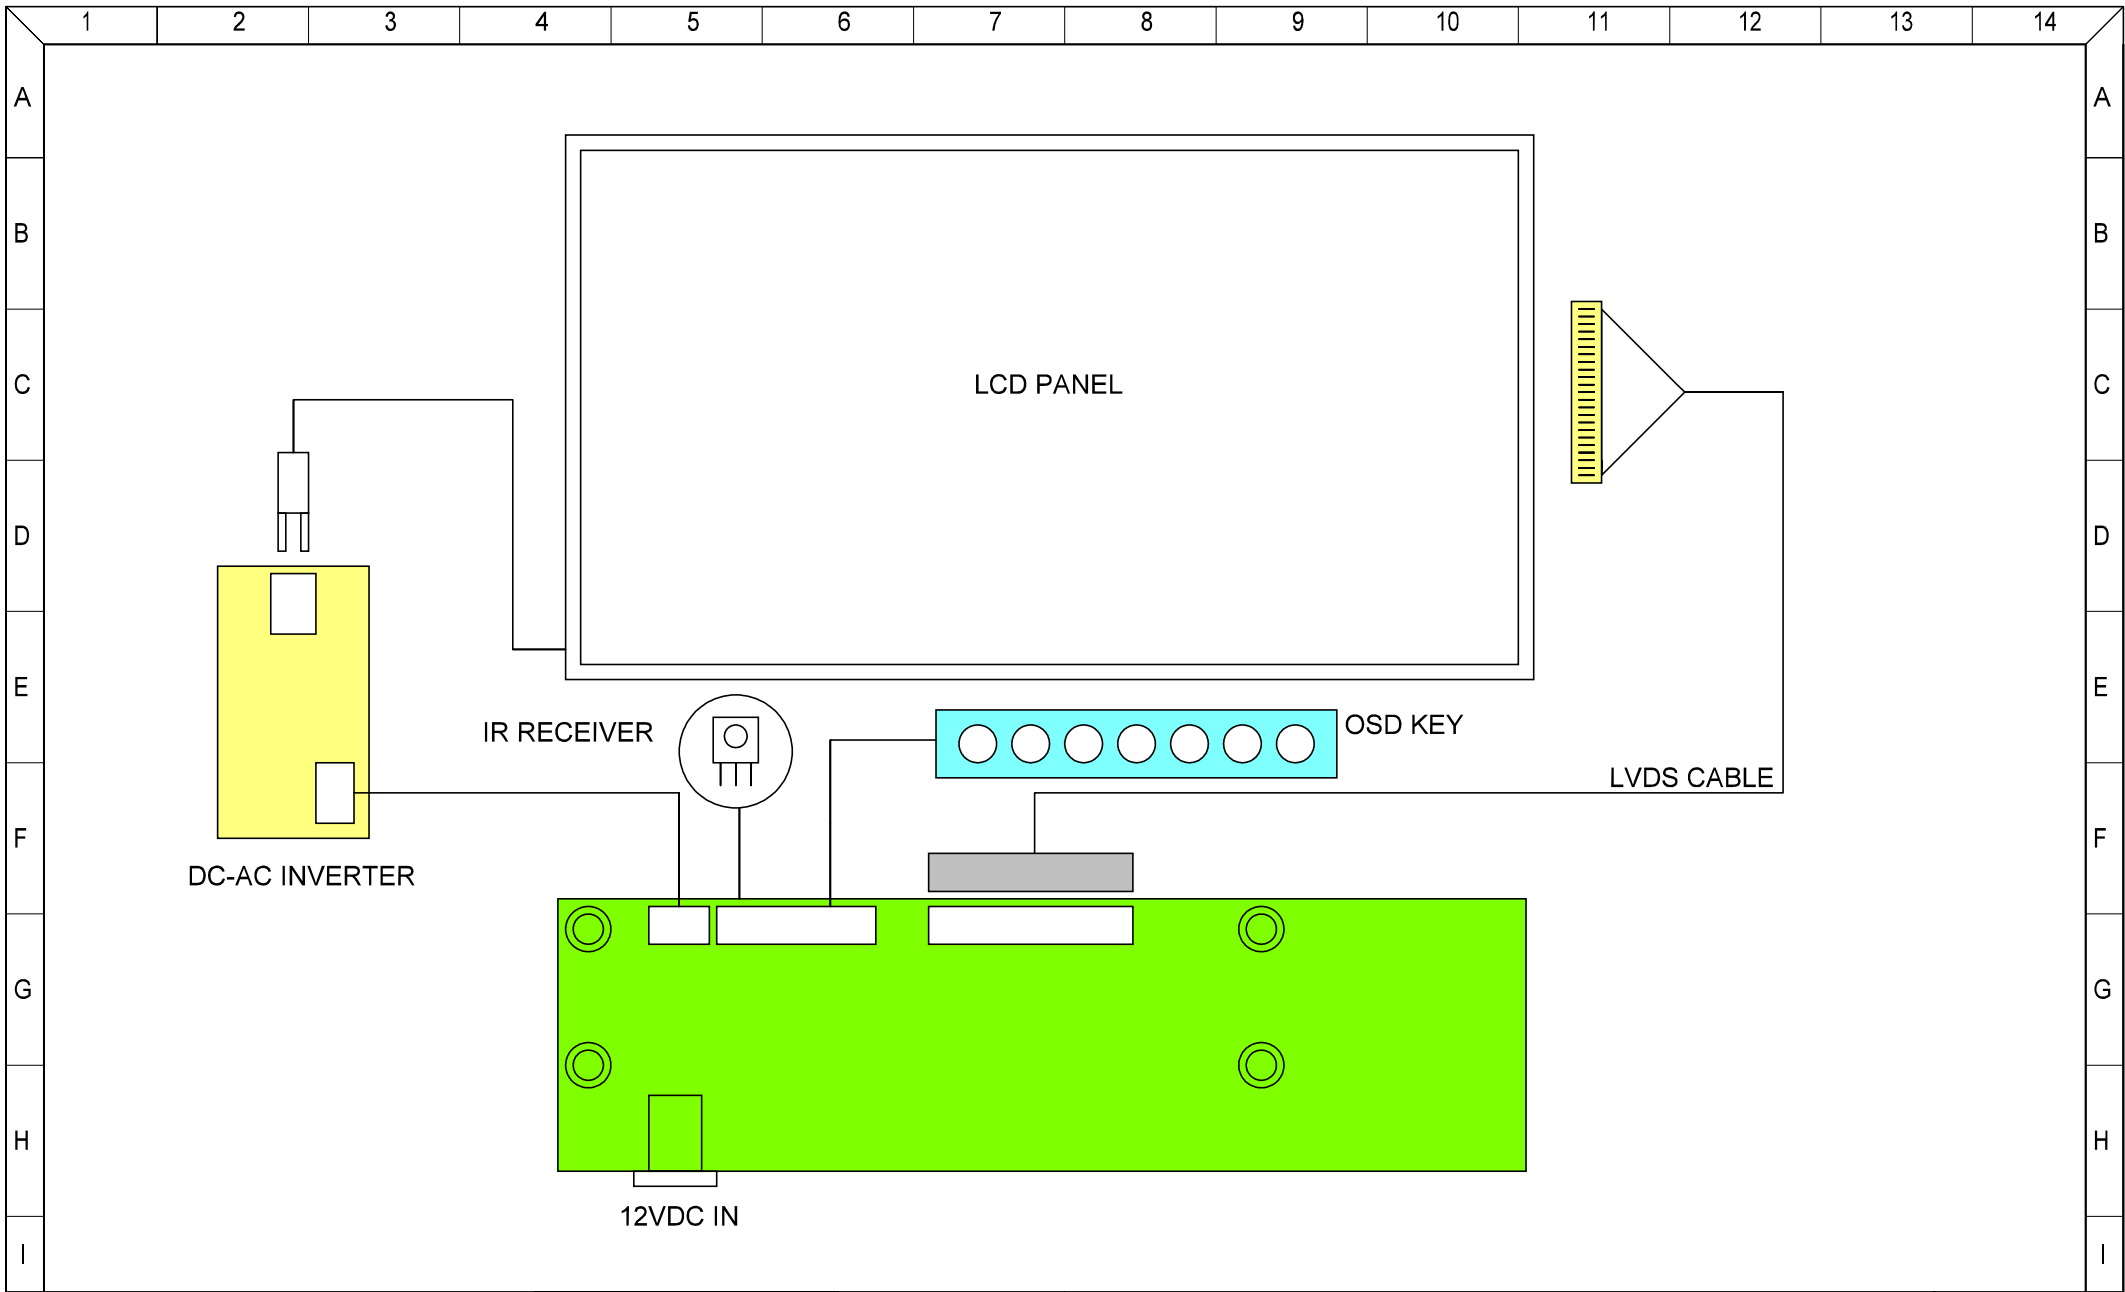 1 2 3 4 5 6 7 8 9 10 11 12 13 14
A A
B B
LCD PANEL
C C
D D
E E
IR RECEIVER
OSD KEY
LVDS CABLE
F F
DC-AC INVERTER
G G
H H
12VDC IN
I I